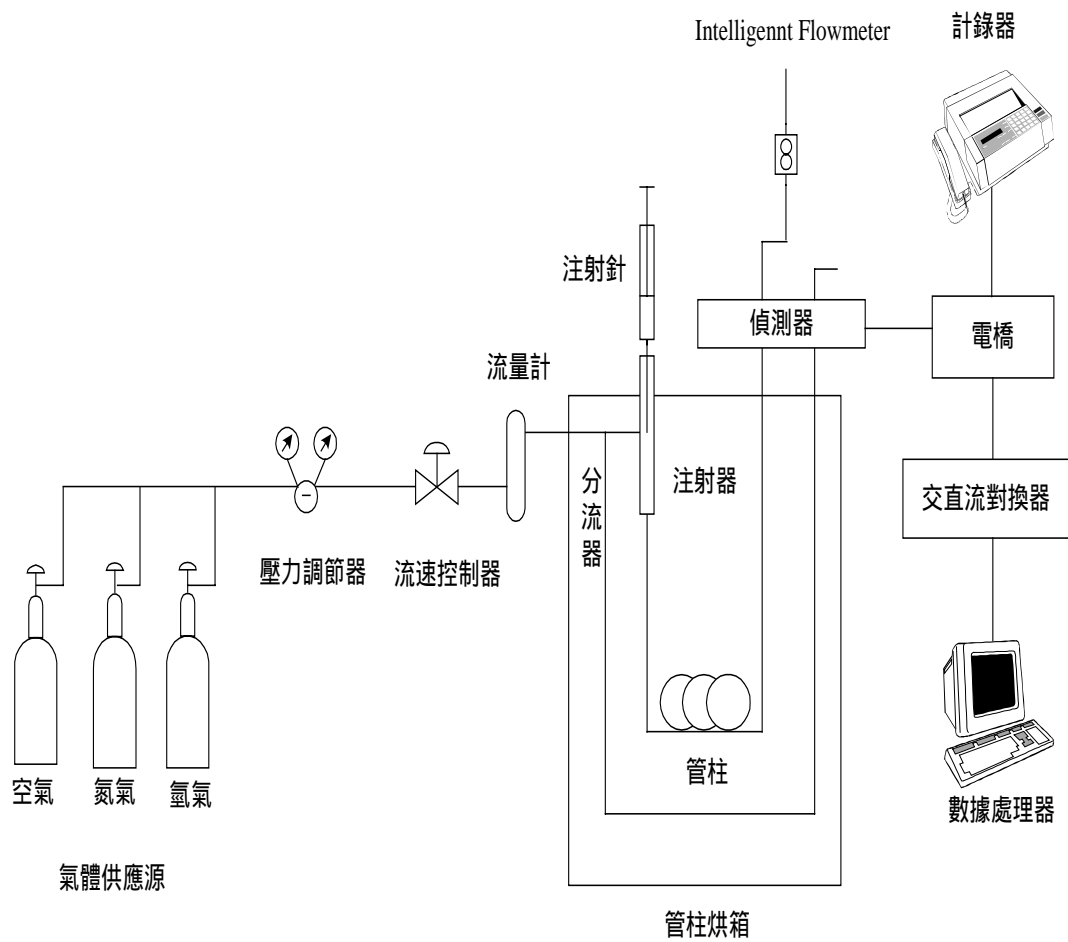 Intelligennt Flowmeter
計錄器
注射針
偵測器
電橋
流量計
分流器
注射器
交直流對換器
壓力調節器
流速控制器
管柱
空氣
氮氣
氫氣
數據處理器
氣體供應源
管柱烘箱